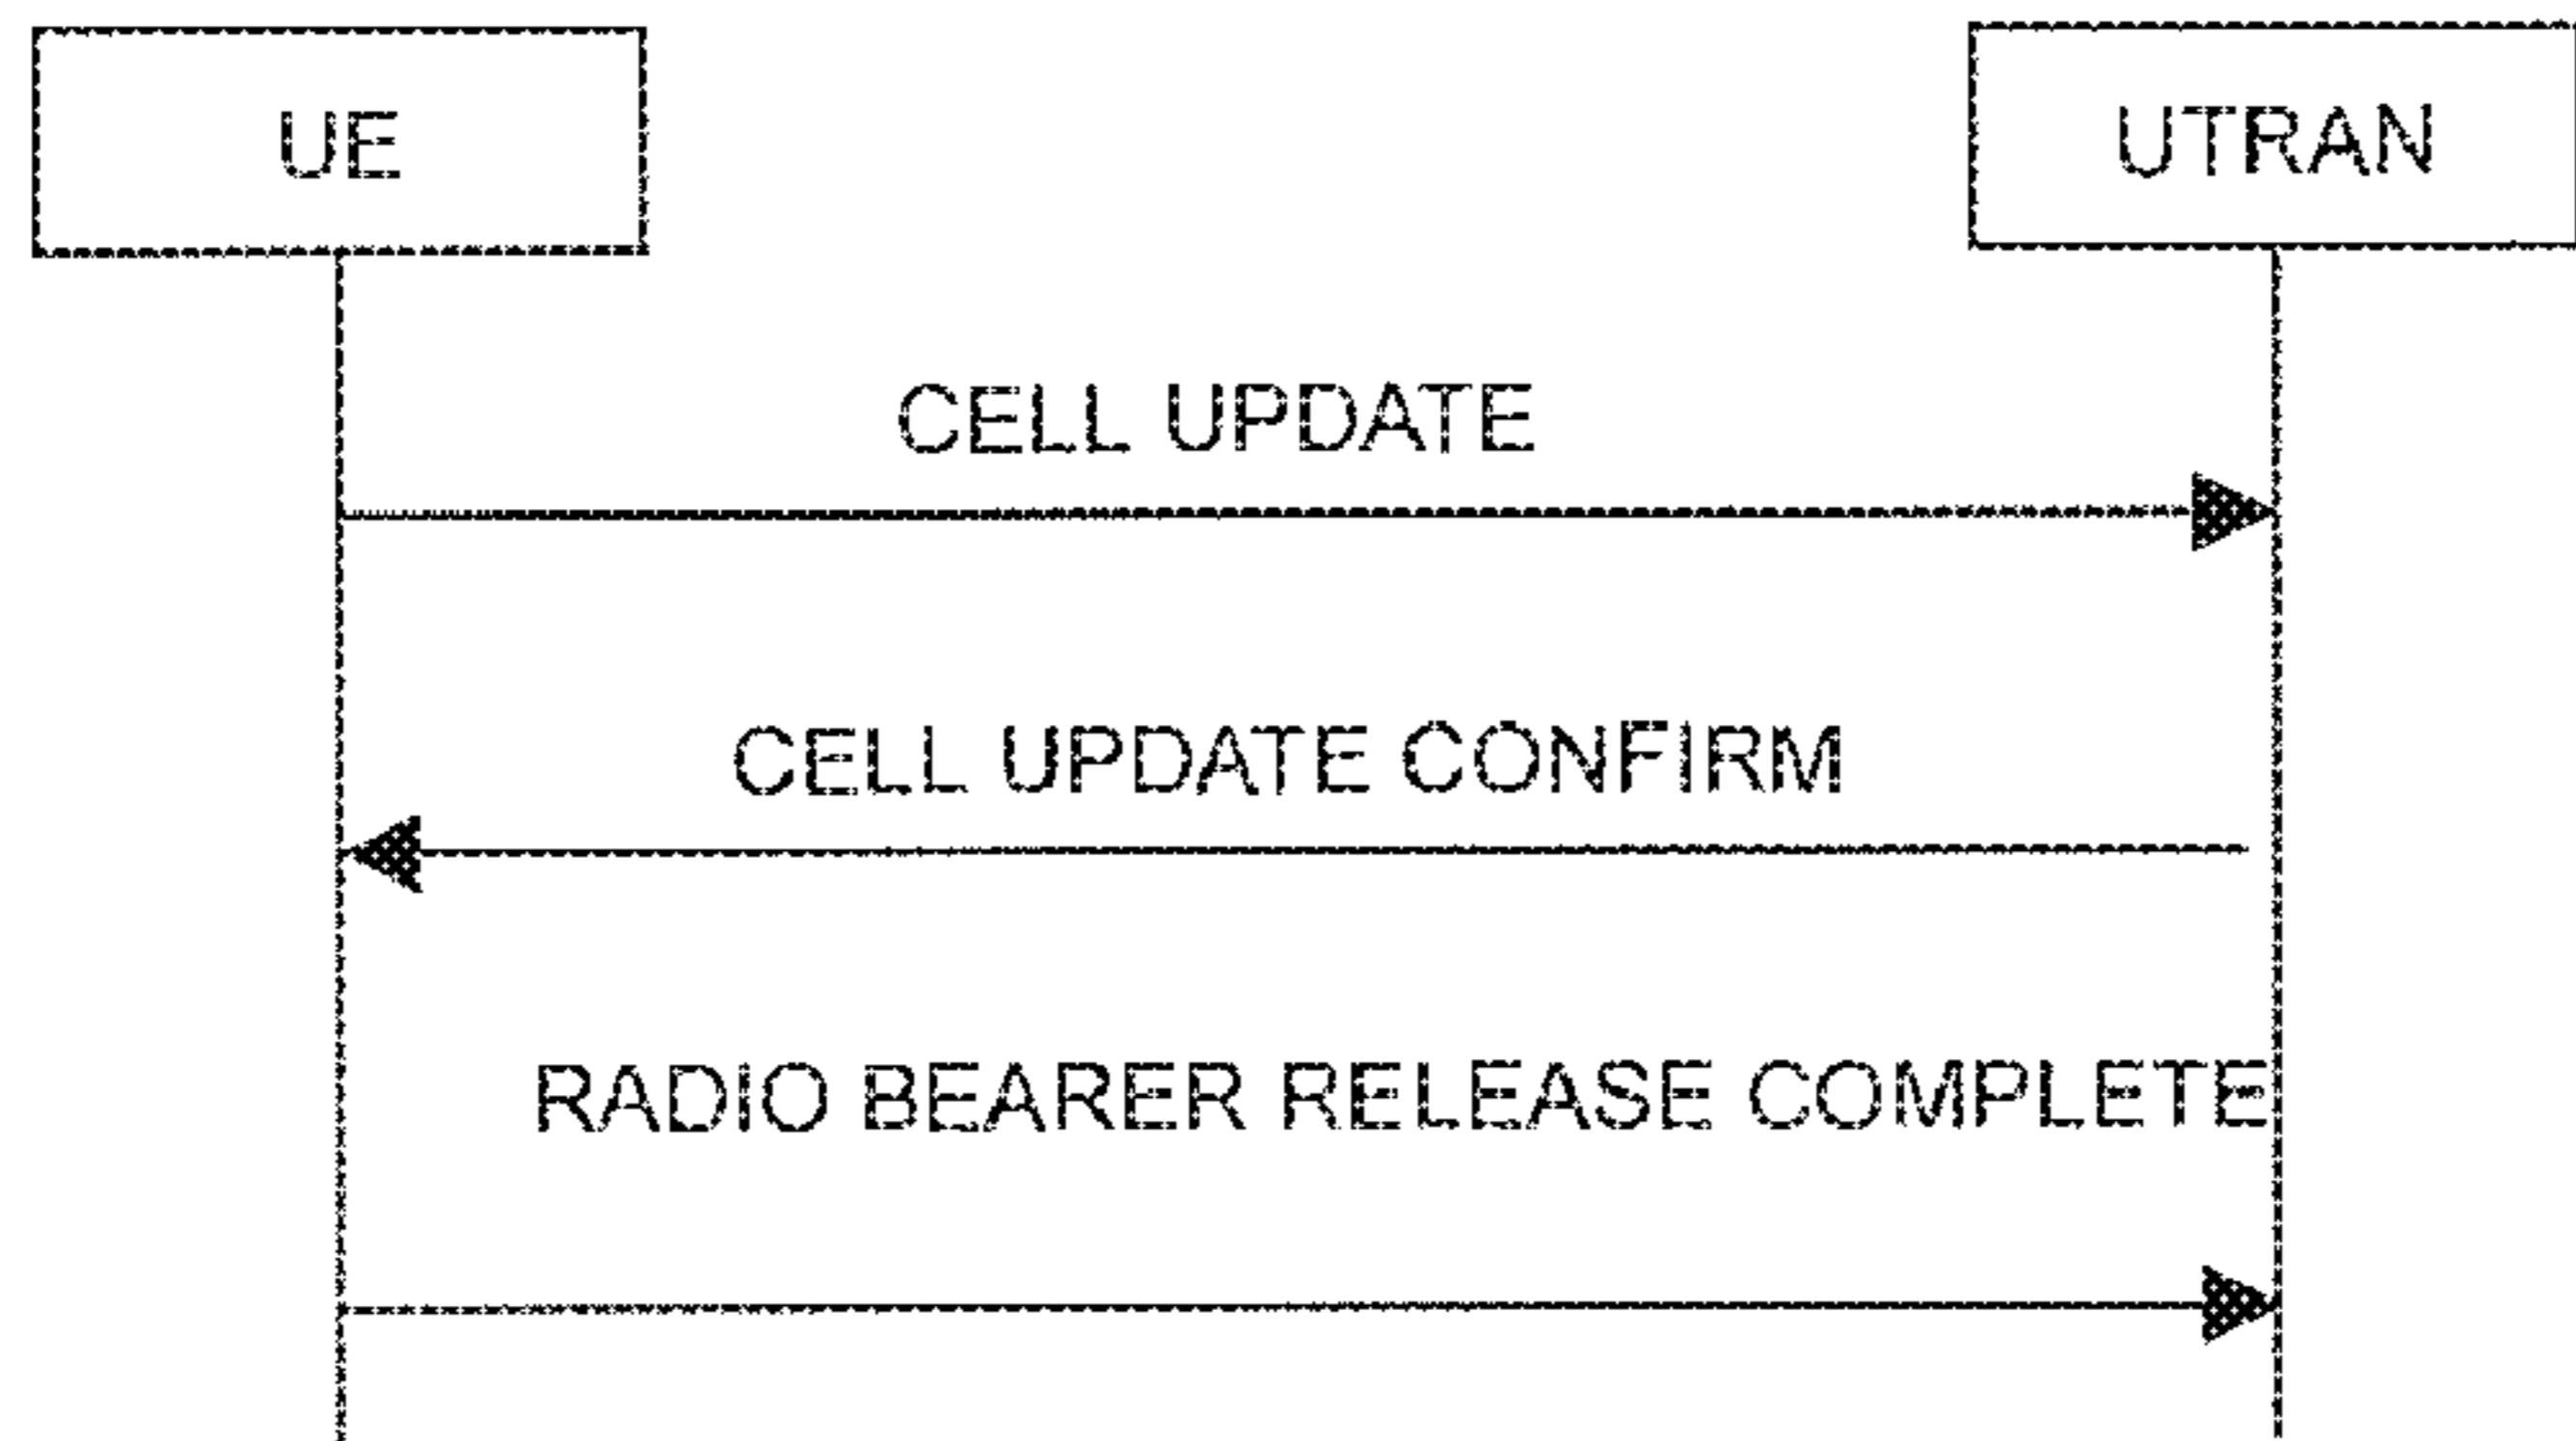 UE
UTRAN
CELL UPDATE
CELL UPDATE CONFIRM
RADIO BEARER RELEASE COMPLETE